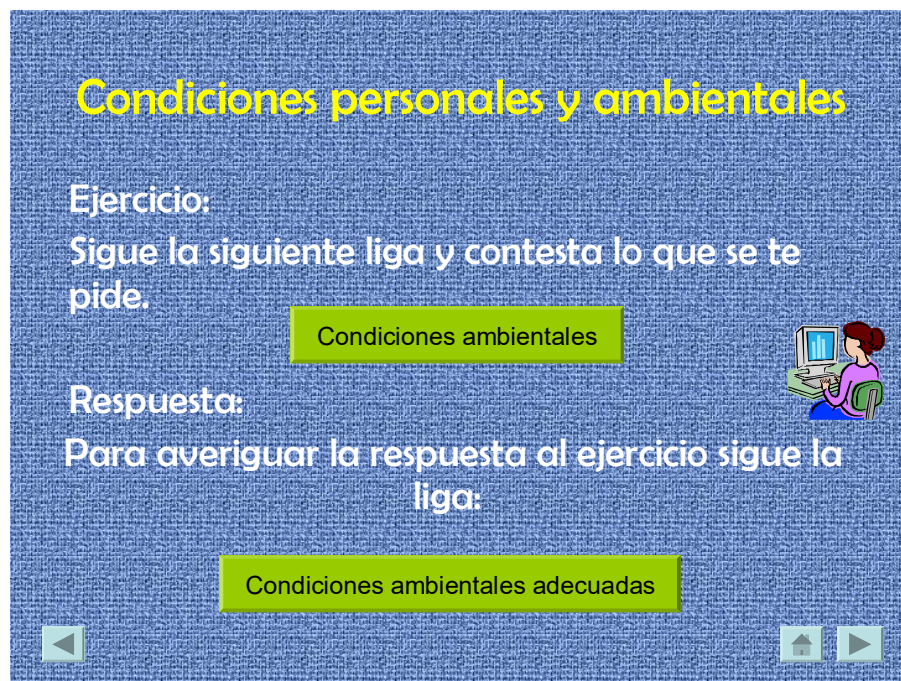 Condiciones personales y ambientales
Ejercicio:
Sigue la siguiente liga y contesta lo que se te
pide.
Condiciones ambientales
Respuesta:
Para averiguar la respuesta al ejercicio sigue la
liga:
Condiciones ambientales adecuadas